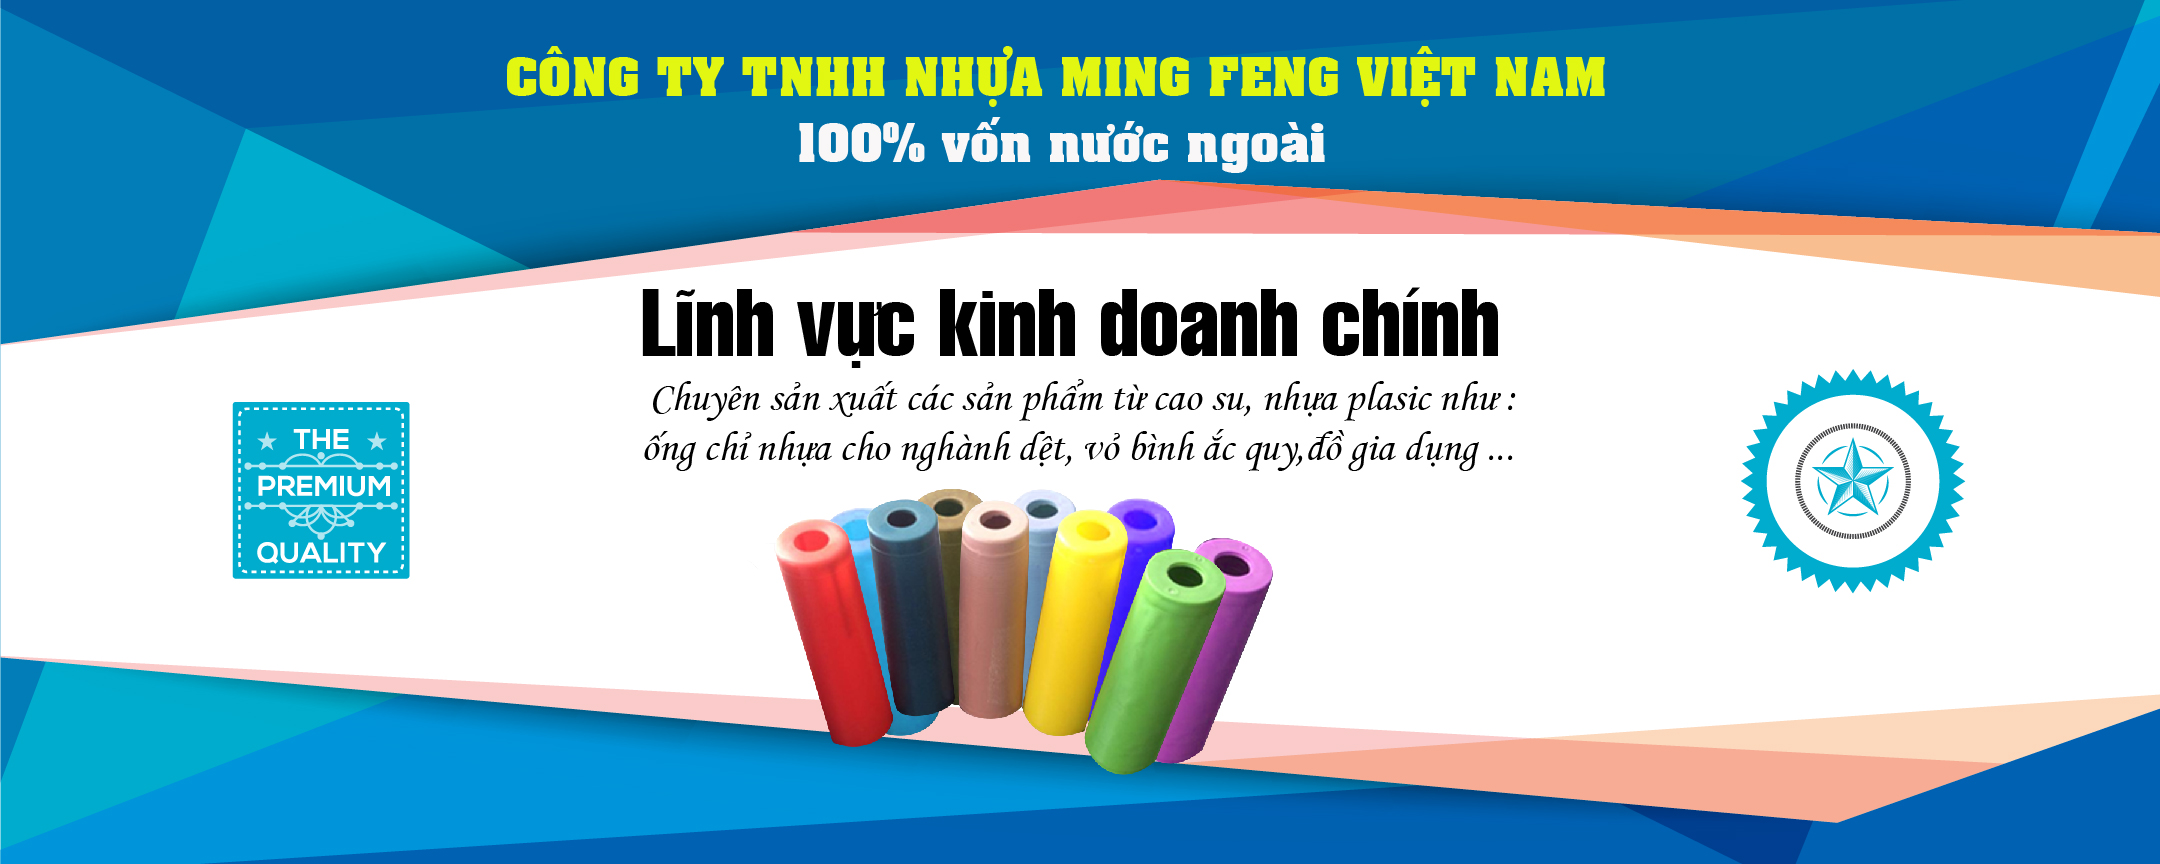 CÔNG TY TNHH NHỰA MING FENG VIỆT NAM
100% vốn nước ngoài
Lĩnh vực kinh doanh chính
Chuyên sản xuất các sản phẩm từ cao su, nhựa plasic như :
ống chỉ nhựa cho nghành dệt, vỏ bình ắc quy,đồ gia dụng ...
THE
PREMIUM
QUALITY